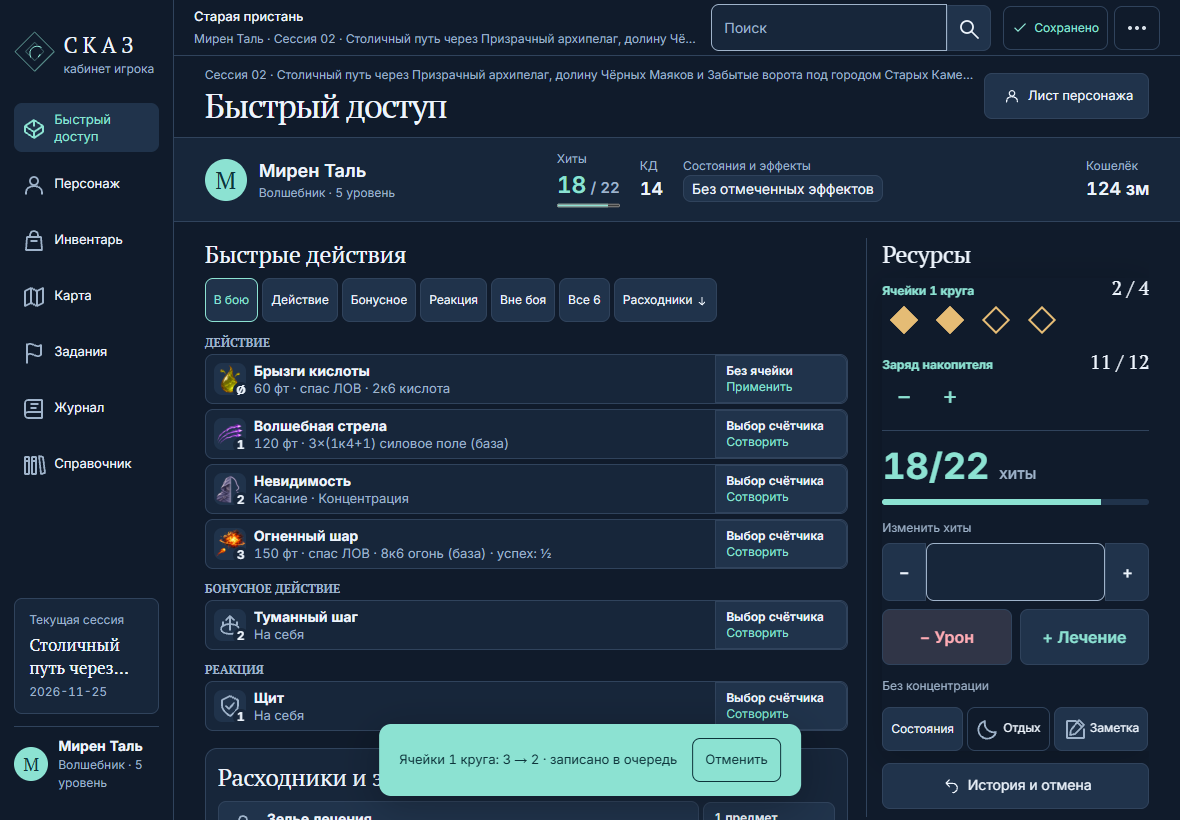 СКАЗ
кабинет игрока
Быстрый
доступ
Персонаж
Инвентарь
Карта
Задания
Журнал
Справочник
Текущая сессия
Столичный
путь через…
2026-11-25
М
Мирен Таль
Волшебник · 5
уровень
Старая пристань
Мирен Таль · Сессия 02 · Столичный путь через Призрачный архипелаг, долину Чё…
Поиск
Сохранено
Сессия 02 · Столичный путь через Призрачный архипелаг, долину Чёрных Маяков и Забытые ворота под городом Старых Каме…
Быстрый доступ
Лист персонажа
М
Мирен Таль
Волшебник · 5 уровень
Хиты
18 / 22
КД
14
Состояния и эффекты
Без отмеченных эффектов
Кошелёк
124 зм
Быстрые действия
В бою
Действие
Бонусное
Реакция
Вне боя
Все 6
Расходники ↓
ДЕЙСТВИЕ
Брызги кислоты
60 фт · спас ЛОВ · 2к6 кислота
Без ячейки
Применить
1
Волшебная стрела
120 фт · 3×(1к4+1) силовое поле (база)
Выбор счётчика
Сотворить
2
Невидимость
Касание · Концентрация
Выбор счётчика
Сотворить
3
Огненный шар
150 фт · спас ЛОВ · 8к6 огонь (база) · успех: ½
Выбор счётчика
Сотворить
БОНУСНОЕ ДЕЙСТВИЕ
2
Туманный шаг
На себя
Выбор счётчика
Сотворить
РЕАКЦИЯ
1
Щит
На себя
Выбор счётчика
Сотворить
Расходники и
Зелье лечения
1 предмет
Ячейки 1 круга: 3 → 2 · записано в очередь
Отменить
Ресурсы
Ячейки 1 круга
2 / 4
Заряд накопителя
11 / 12
− +
18/22 хиты
Изменить хиты
− +
− Урон
+ Лечение
Без концентрации
Состояния
Отдых
Заметка
История и отмена